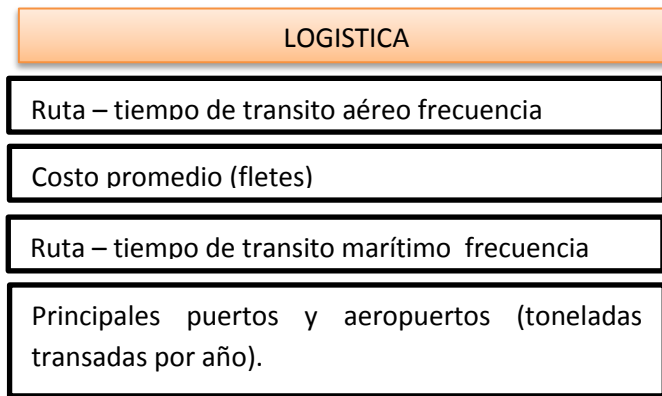 LOGISTICA
Ruta – tiempo de transito aéreo frecuencia
Costo promedio (fletes)
Ruta – tiempo de transito marítimo  frecuencia
Principales puertos y aeropuertos (toneladas
transadas por año).